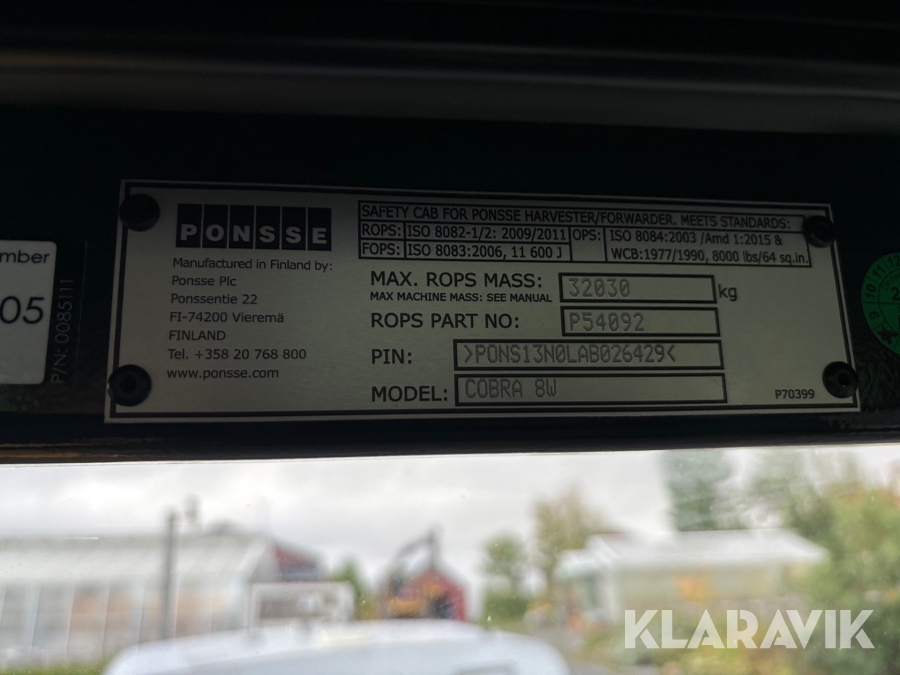 PONSSE
Manufactured in Finland by:
Ponsse Plc
Ponssentie 22
FI-74200 Vieremä
FINLAND
Tel. +358 20 768 800
www.ponsse.com
SAFETY CAB FOR PONSSE HARVESTER/FORWARDER. MEETS STANDARDS:
ROPS: ISO 8082-1/2: 2009/2011
FOPS: ISO 8083:2006, 11 600 J
OPS: ISO 8084:2003 /Amd 1:2015 &
WCB:1977/1990, 8000 lbs/64 sq.in.
MAX. ROPS MASS: 32030 kg
MAX MACHINE MASS: SEE MANUAL
ROPS PART NO: P54092
PIN: >PONS13N0LAB026429<
MODEL: COBRA 8W
P70399
mber
05
P/N: 0085111
KLARAVIK